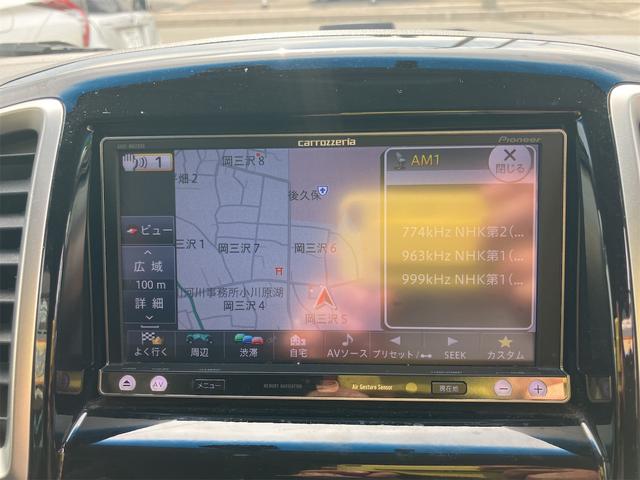 carrozzeria
Pioneer
1
岡三沢8
AM1
×
閉じる
畑2
後久保
774kHz NHK第2(...
963kHz NHK第1(...
999kHz NHK第1(...
ビュー
三沢1
岡三沢7
岡三沢6
広域
100 m
詳細
河川事務所小川原湖
岡三沢4
岡三沢5
よく行く
周辺
渋滞
自宅
AVソース
プリセット/
SEEK
カスタム
AV
メニュー
MEMORY NAVIGATION
Air Gesture Sensor
現在地